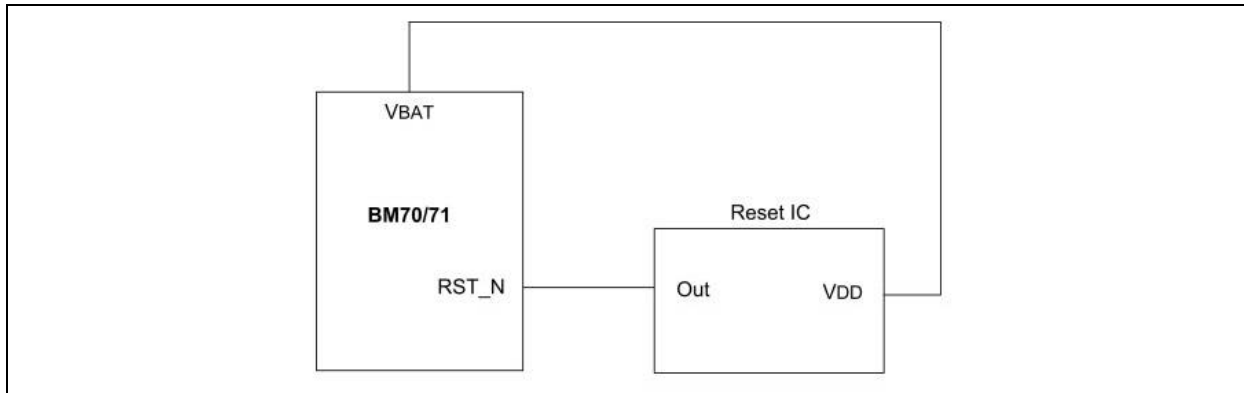 VBAT
BM70/71
Reset IC
RST_N
Out
VDD